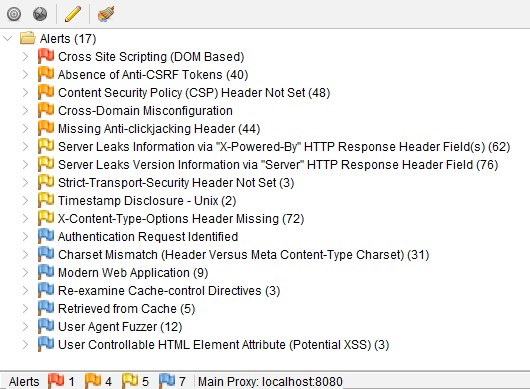 Alerts (17)
Cross Site Scripting (DOM Based)
Absence of Anti-CSRF Tokens (40)
Content Security Policy (CSP) Header Not Set (48)
Cross-Domain Misconfiguration
Missing Anti-clickjacking Header (44)
Server Leaks Information via "X-Powered-By" HTTP Response Header Field(s) (62)
Server Leaks Version Information via "Server" HTTP Response Header Field (76)
Strict-Transport-Security Header Not Set (3)
Timestamp Disclosure - Unix (2)
X-Content-Type-Options Header Missing (72)
Authentication Request Identified
Charset Mismatch (Header Versus Meta Content-Type Charset) (31)
Modern Web Application (9)
Re-examine Cache-control Directives (3)
Retrieved from Cache (5)
User Agent Fuzzer (12)
User Controllable HTML Element Attribute (Potential XSS) (3)
Alerts 1 4 5 7 Main Proxy: localhost:8080